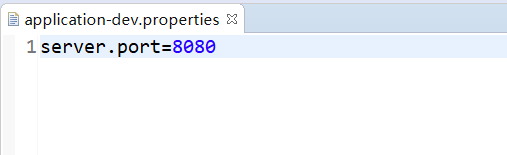 application-dev.properties
1 server.port=8080